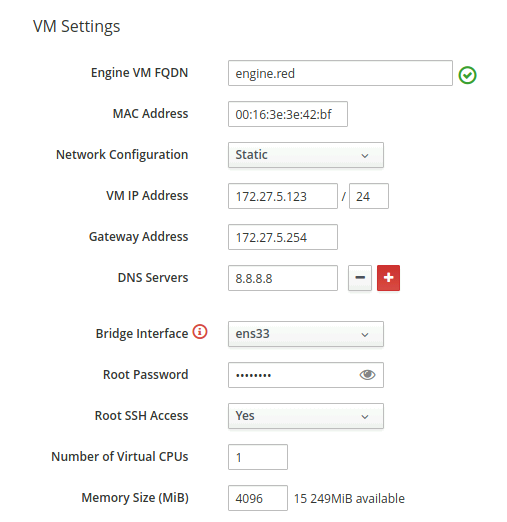 VM Settings
Engine VM FQDN engine.red
MAC Address 00:16:3e:3e:42:bf
Network Configuration Static
VM IP Address 172.27.5.123 / 24
Gateway Address 172.27.5.254
DNS Servers 8.8.8.8
Bridge Interface ens33
Root Password ••••••••
Root SSH Access Yes
Number of Virtual CPUs 1
Memory Size (MiB) 4096 15 249MiB available